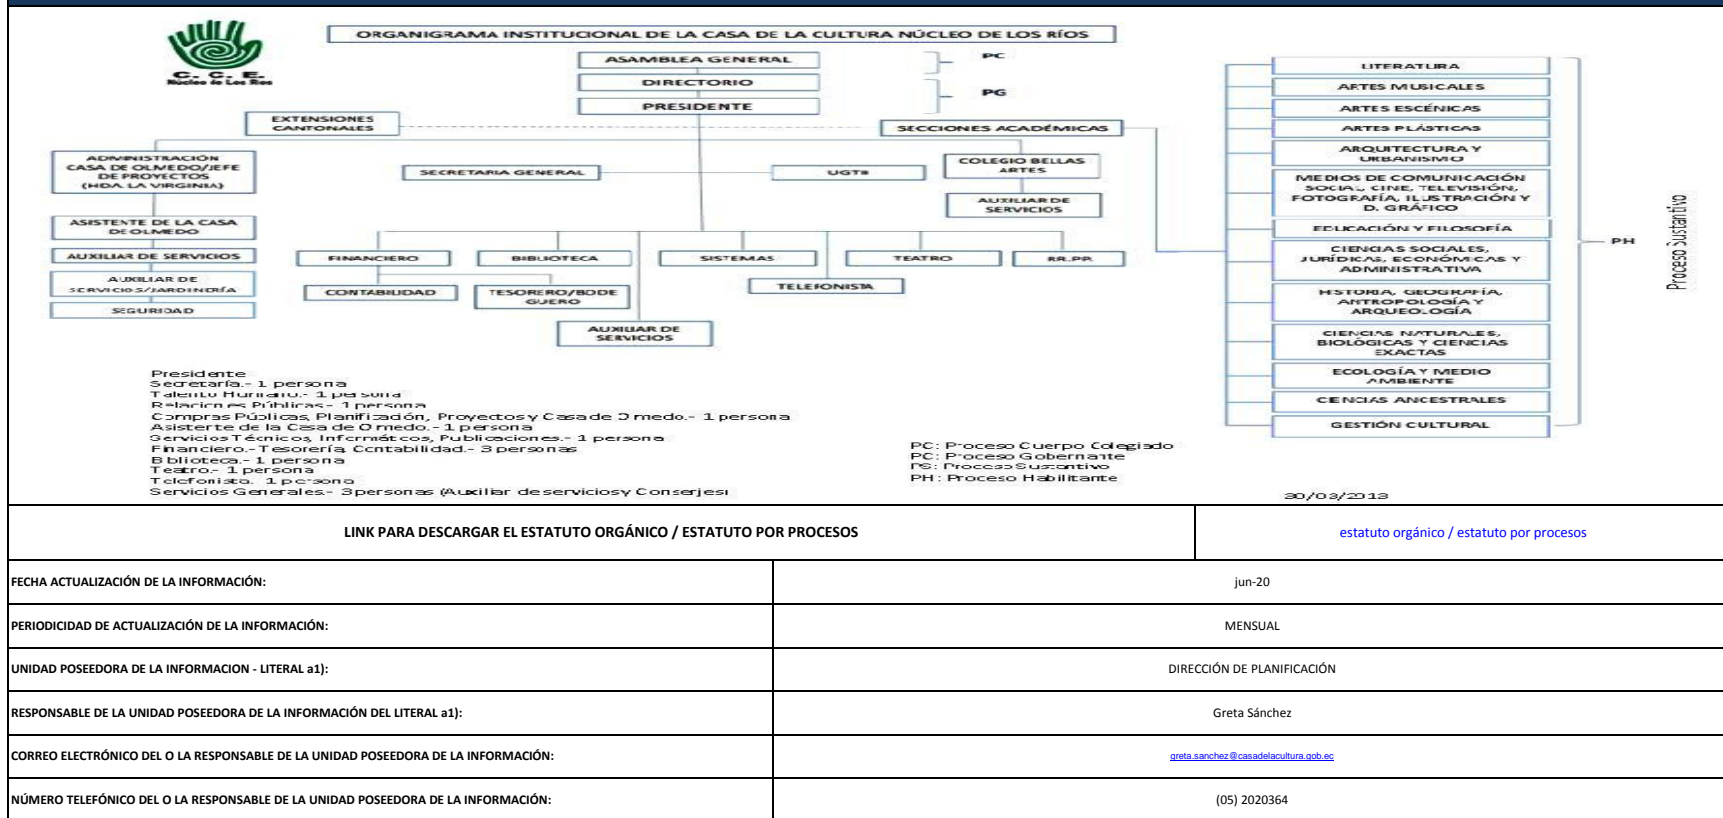 C. C. E.
Núcleo de Los Ríos
ORGANIGRAMA INSTITUCIONAL DE LA CASA DE LA CULTURA NÚCLEO DE LOS RÍOS
ASAMBLEA GENERAL
PC
DIRECTORIO
PG
PRESIDENTE
EXTENSIONES
CANTONALES
SECCIONES ACADÉMICAS
ADMINISTRACIÓN
CASA DE OLMEDO/JEFE
DE PROYECTOS
(HDA. LA VIRGINIA)
SECRETARIA GENERAL
UGTH
COLEGIO BELLAS
ARTES
AUXILIAR DE
SERVICIOS
ASISTENTE DE LA CASA
DE OLMEDO
AUXILIAR DE SERVICIOS
AUXILIAR DE
SERVICIOS/JARDINERÍA
SEGURIDAD
FINANCIERO
BIBLIOTECA
SISTEMAS
TEATRO
RR.PP.
CONTABILIDAD
TESORERO/BODE
GUERO
TELEFONISTA
AUXILIAR DE
SERVICIOS
LITERATURA
ARTES MUSICALES
ARTES ESCÉNICAS
ARTES PLÁSTICAS
ARQUITECTURA Y
URBANISMO
MEDIOS DE COMUNICACIÓN
SOCIAL, CINE, TELEVISIÓN,
FOTOGRAFÍA, ILUSTRACIÓN Y
D. GRÁFICO
EDUCACIÓN Y FILOSOFÍA
CIENCIAS SOCIALES,
JURÍDICAS, ECONÓMICAS Y
ADMINISTRATIVA
HISTORIA, GEOGRAFÍA,
ANTROPOLOGÍA Y
ARQUEOLOGÍA
CIENCIAS NATURALES,
BIOLÓGICAS Y CIENCIAS
EXACTAS
ECOLOGÍA Y MEDIO
AMBIENTE
CIENCIAS ANCESTRALES
GESTIÓN CULTURAL
PH
Proceso Sustantivo
Presidente
Secretaría.- 1 persona
Talento Humano.- 1 persona
Relaciones Públicas.- 1 persona
Compras Públicas, Planificación, Proyectos y Casa de Olmedo.- 1 persona
Asistente de la Casa de Olmedo.- 1 persona
Servicios Técnicos, Informáticos, Publicaciones.- 1 persona
Financiero.- Tesorería, Contabilidad.- 3 personas
Biblioteca.- 1 persona
Teatro.- 1 persona
Telefonista. 1 persona
Servicios Generales.- 3 personas (Auxiliar de servicios y Conserjes)
PC: Proceso Cuerpo Colegiado
PC: Proceso Gobernante
PS: Proceso Sustantivo
PH: Proceso Habilitante
LINK PARA DESCARGAR EL ESTATUTO ORGÁNICO / ESTATUTO POR PROCESOS
estatuto orgánico / estatuto por procesos
FECHA ACTUALIZACIÓN DE LA INFORMACIÓN:
jun-20
PERIODICIDAD DE ACTUALIZACIÓN DE LA INFORMACIÓN:
MENSUAL
UNIDAD POSEEDORA DE LA INFORMACION - LITERAL a1):
DIRECCIÓN DE PLANIFICACIÓN
RESPONSABLE DE LA UNIDAD POSEEDORA DE LA INFORMACIÓN DEL LITERAL a1):
Greta Sánchez
CORREO ELECTRÓNICO DEL O LA RESPONSABLE DE LA UNIDAD POSEEDORA DE LA INFORMACIÓN:
greta.sanchez@casadelacultura.gob.ec
NÚMERO TELEFÓNICO DEL O LA RESPONSABLE DE LA UNIDAD POSEEDORA DE LA INFORMACIÓN:
(05) 2020364